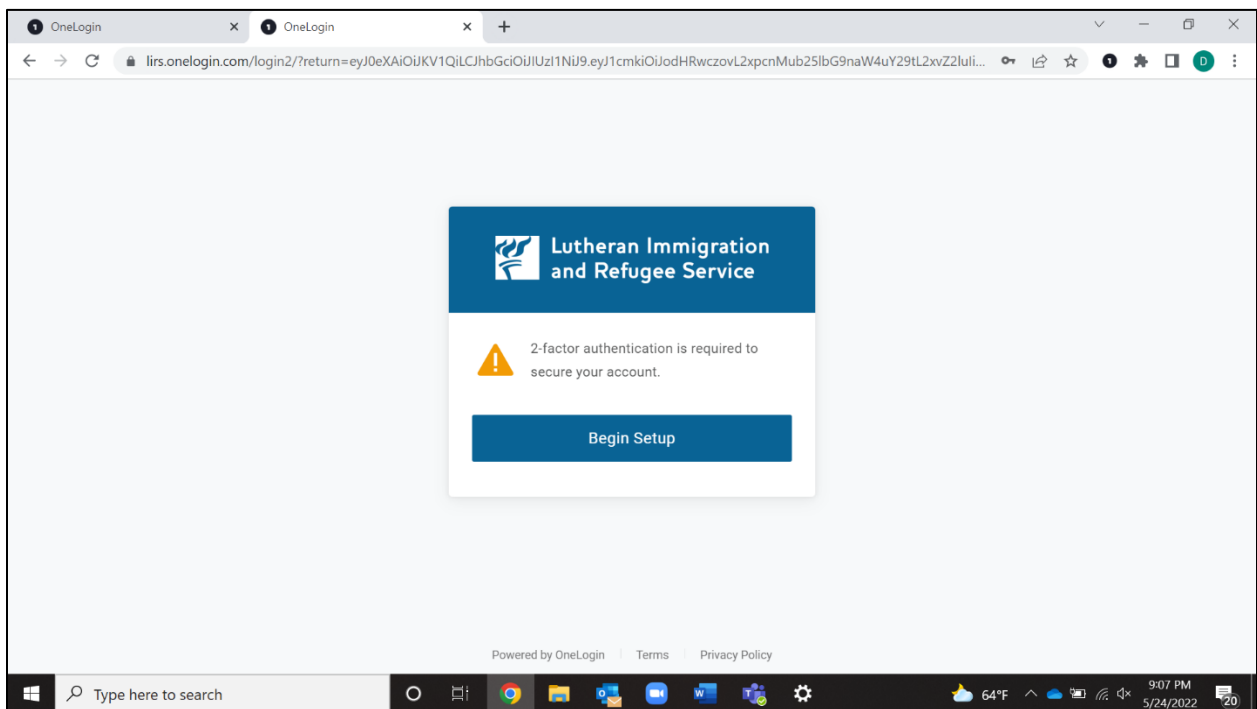 OneLogin
OneLogin
lirs.onelogin.com/login2/?return=eyJ0eXAiOiJKV1QiLCJhbGciOiJIUzI1NiJ9.eyJ1cmkiOiJodHRwczovL2xpcnMub25lbG9naW4uY29tL2xvZ2luIi...
D
Lutheran Immigration
and Refugee Service
2-factor authentication is required to
secure your account.
Begin Setup
Powered by OneLogin Terms Privacy Policy
Type here to search
64°F
9:07 PM
5/24/2022
20